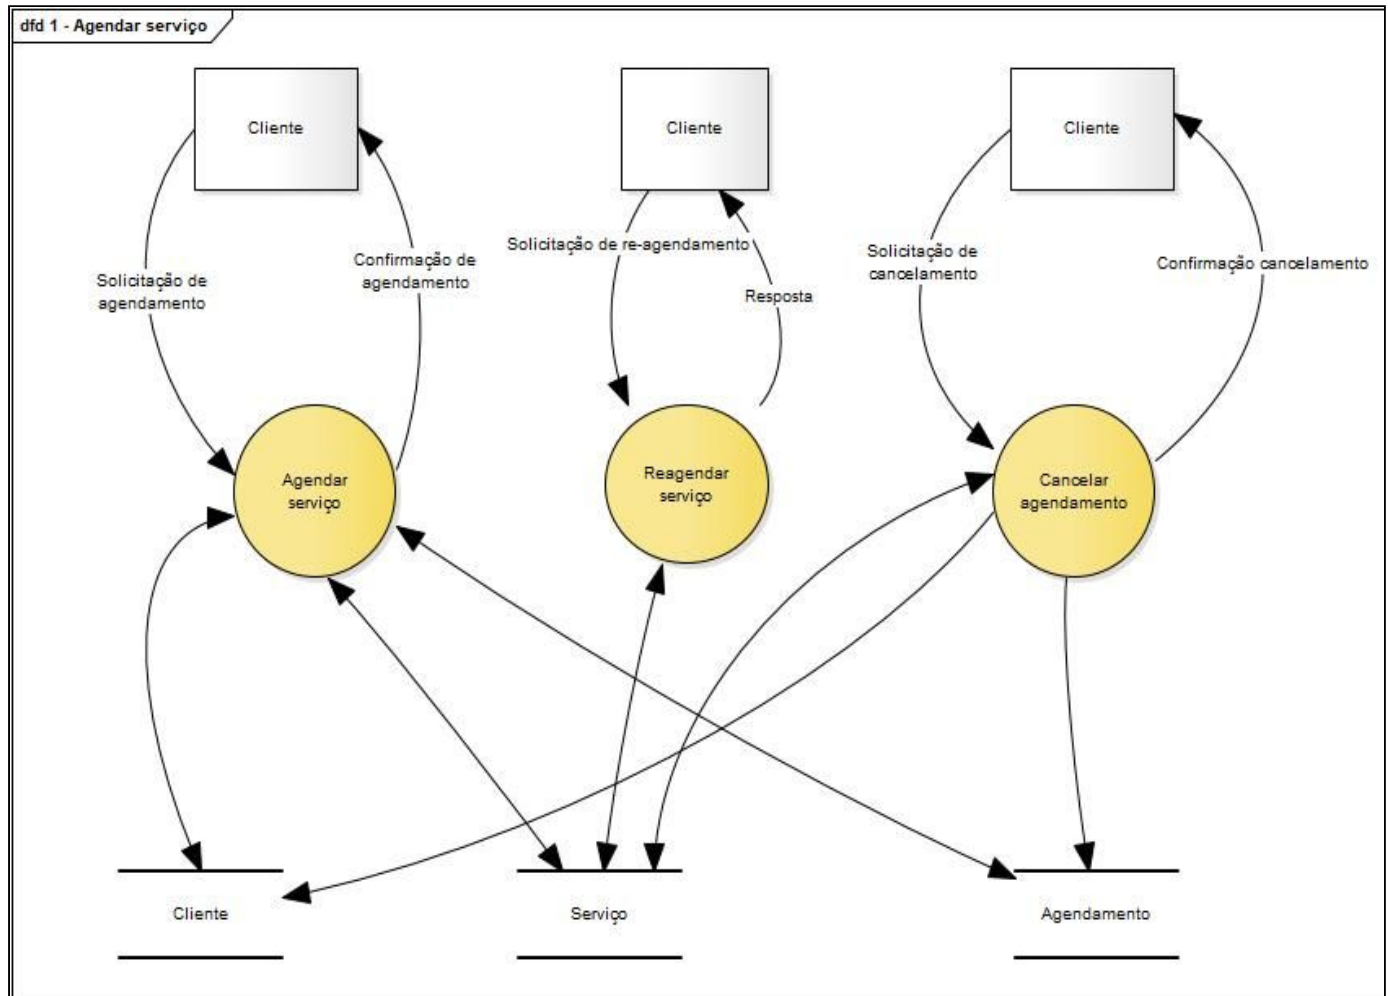 dfd 1 - Agendar serviço
Cliente
Cliente
Cliente
Solicitação de
agendamento
Confirmação de
agendamento
Solicitação de re-agendamento
Resposta
Solicitação de
cancelamento
Confirmação cancelamento
Agendar
serviço
Reagendar
serviço
Cancelar
agendamento
Cliente
Serviço
Agendamento